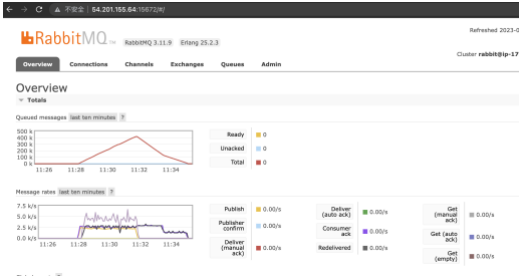 不安全 | 54.201.155.64:15672/#/
Refreshed 2023-0
RabbitMQ TM RabbitMQ 3.11.9 Erlang 25.2.3
Cluster rabbit@ip-17
Overview Connections Channels Exchanges Queues Admin
Overview
Totals
Queued messages last ten minutes ?
500 k
400 k
300 k
200 k
100 k
0 k
11:26 11:28 11:30 11:32 11:34
Ready 0
Unacked 0
Total 0
Message rates last ten minutes ?
7.5 k/s
5.0 k/s
2.5 k/s
0.0 k/s
11:26 11:28 11:30 11:32 11:34
Publish 0.00/s
Publisher confirm 0.00/s
Deliver (manual ack) 0.00/s
Deliver (auto ack) 0.00/s
Consumer ack 0.00/s
Redelivered 0.00/s
Get (manual ack) 0.00/s
Get (auto ack) 0.00/s
Get (empty) 0.00/s